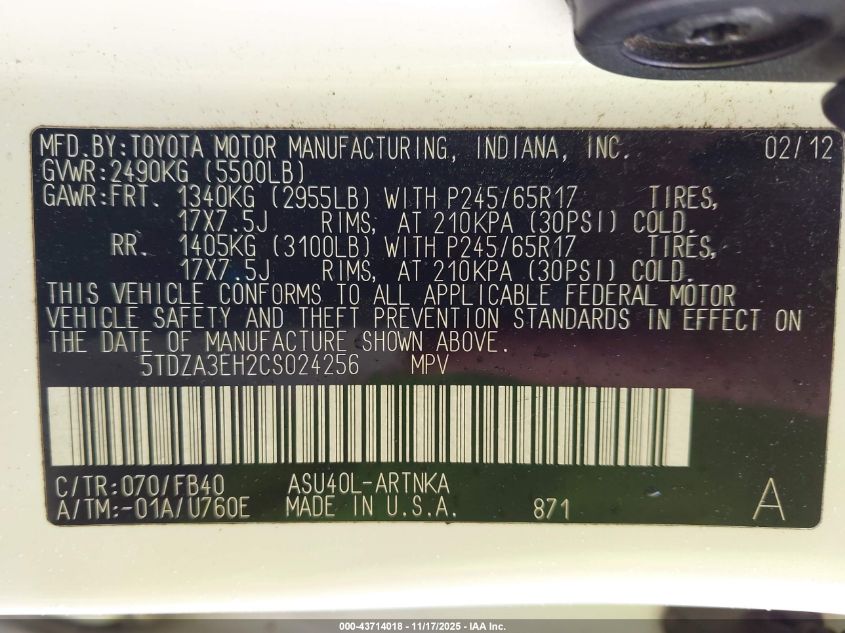 MFD.BY:TOYOTA MOTOR MANUFACTURING, INDIANA, INC. 02/12
GVWR:2490KG (5500LB)
GAWR:FRT. 1340KG (2955LB) WITH P245/65R17 TIRES,
17X7.5J RIMS, AT 210KPA (30PSI) COLD.
RR. 1405KG (3100LB) WITH P245/65R17 TIRES,
17X7.5J RIMS, AT 210KPA (30PSI) COLD.
THIS VEHICLE CONFORMS TO ALL APPLICABLE FEDERAL MOTOR
VEHICLE SAFETY AND THEFT PREVENTION STANDARDS IN EFFECT ON
THE DATE OF MANUFACTURE SHOWN ABOVE.
5TDZA3EH2CS024256 MPV
C/TR:070/FB40 ASU40L-ARTNKA
A/TM:-01A/U760E MADE IN U.S.A. 871 A
000-43714018 - 11/17/2025 - IAA Inc.